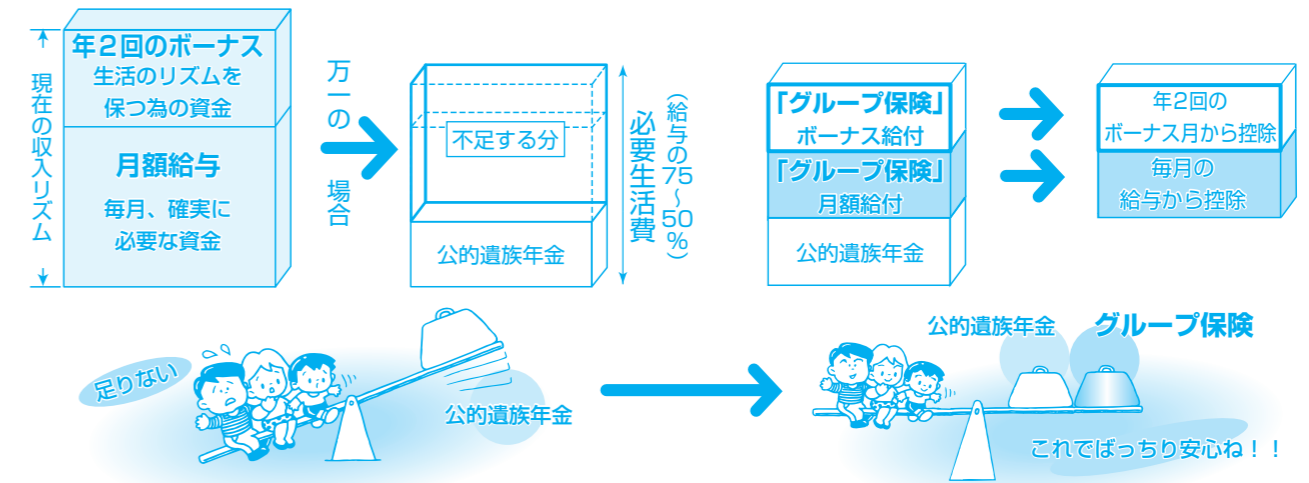 現在の収入リズム
年２回のボーナス
生活のリズムを
保つ為の資金
月額給与
毎月、確実に
必要な資金
万一の
場合
不足する分
公的遺族年金
必要生活費
（給与の75～50％）
「グループ保険」
ボーナス給付
「グループ保険」
月額給付
公的遺族年金
年2回の
ボーナス月から控除
毎月の
給与から控除
足りない
公的遺族年金
公的遺族年金
グループ保険
これでばっちり安心ね！！